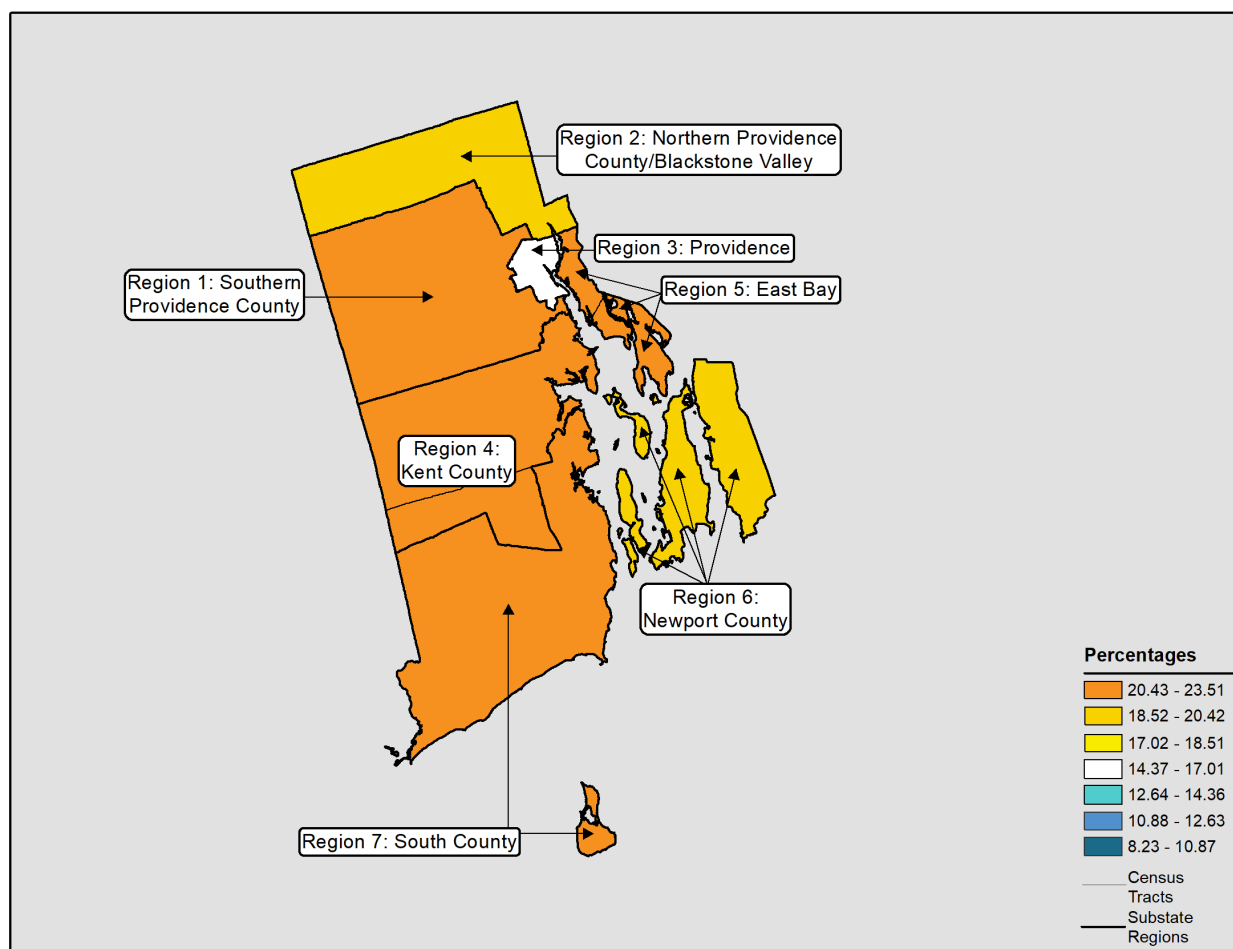 Region 2: Northern Providence
County/Blackstone Valley
Region 3: Providence
Region 1: Southern
Providence County
Region 5: East Bay
Region 4:
Kent County
Region 6:
Newport County
Region 7: South County
Percentages
20.43 - 23.51
18.52 - 20.42
17.02 - 18.51
14.37 - 17.01
12.64 - 14.36
10.88 - 12.63
8.23 - 10.87
Census
Tracts
Substate
Regions